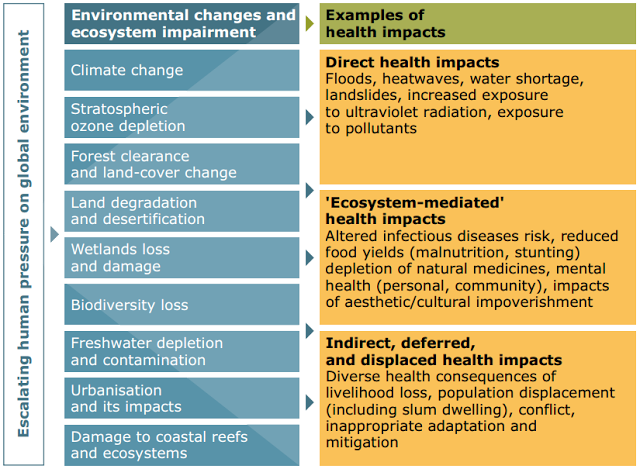 Escalating human pressure on global environment
Environmental changes and
ecosystem impairment
Climate change
Stratospheric
ozone depletion
Forest clearance
and land-cover change
Land degradation
and desertification
Wetlands loss
and damage
Biodiversity loss
Freshwater depletion
and contamination
Urbanisation
and its impacts
Damage to coastal reefs
and ecosystems
Examples of
health impacts
Direct health impacts
Floods, heatwaves, water shortage,
landslides, increased exposure
to ultraviolet radiation, exposure
to pollutants
'Ecosystem-mediated'
health impacts
Altered infectious diseases risk, reduced
food yields (malnutrition, stunting)
depletion of natural medicines, mental
health (personal, community), impacts
of aesthetic/cultural impoverishment
Indirect, deferred,
and displaced health impacts
Diverse health consequences of
livelihood loss, population displacement
(including slum dwelling), conflict,
inappropriate adaptation and
mitigation